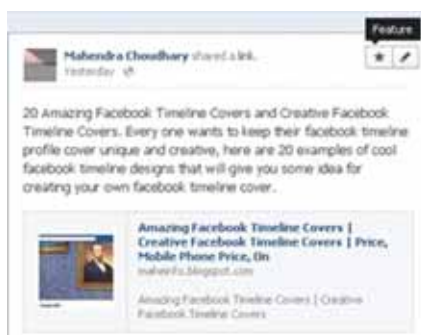 Feature
Mahendra Choudhary shared a link.
Yesterday
20 Amazing Facebook Timeline Covers and Creative Facebook
Timeline Covers. Every one wants to keep their facebook timeline
profile cover unique and creative, here are 20 examples of cool
facebook timeline designs that will give you some idea for
creating your own facebook timeline cover.
Amazing Facebook Timeline Covers |
Creative Facebook Timeline Covers | Price,
Mobile Phone Price, On
maheinfo.blogspot.com
Amazing Facebook Timeline Covers | Creative
Facebook Timeline Covers